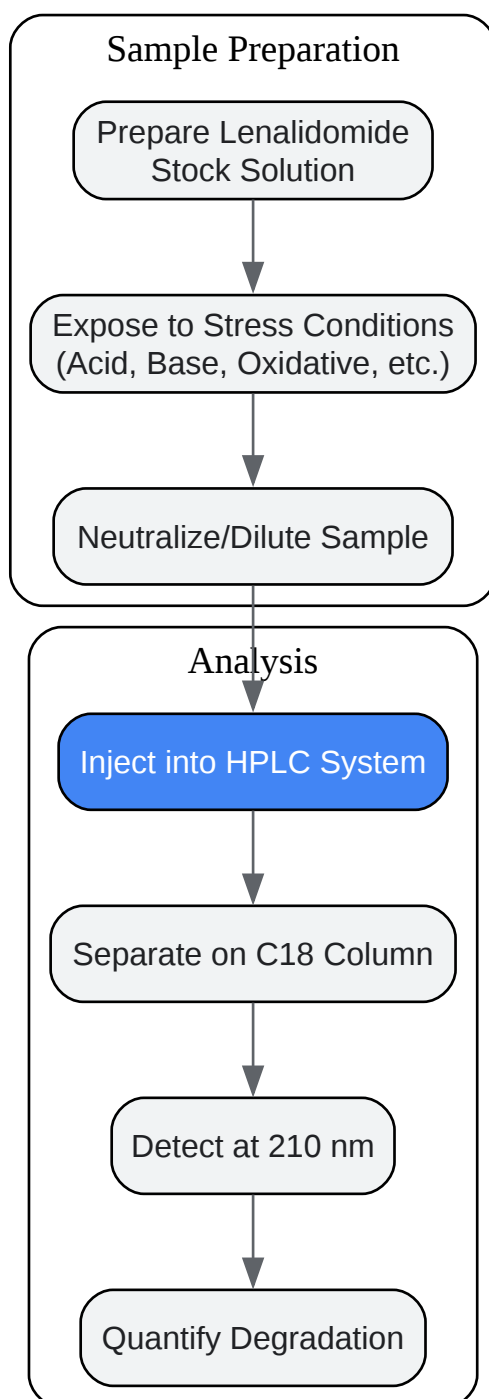 Sample Preparation
Prepare Lenalidomide
Stock Solution
Expose to Stress Conditions
(Acid, Base, Oxidative, etc.)
Neutralize/Dilute Sample
Analysis
Inject into HPLC System
Separate on C18 Column
Detect at 210 nm
Quantify Degradation